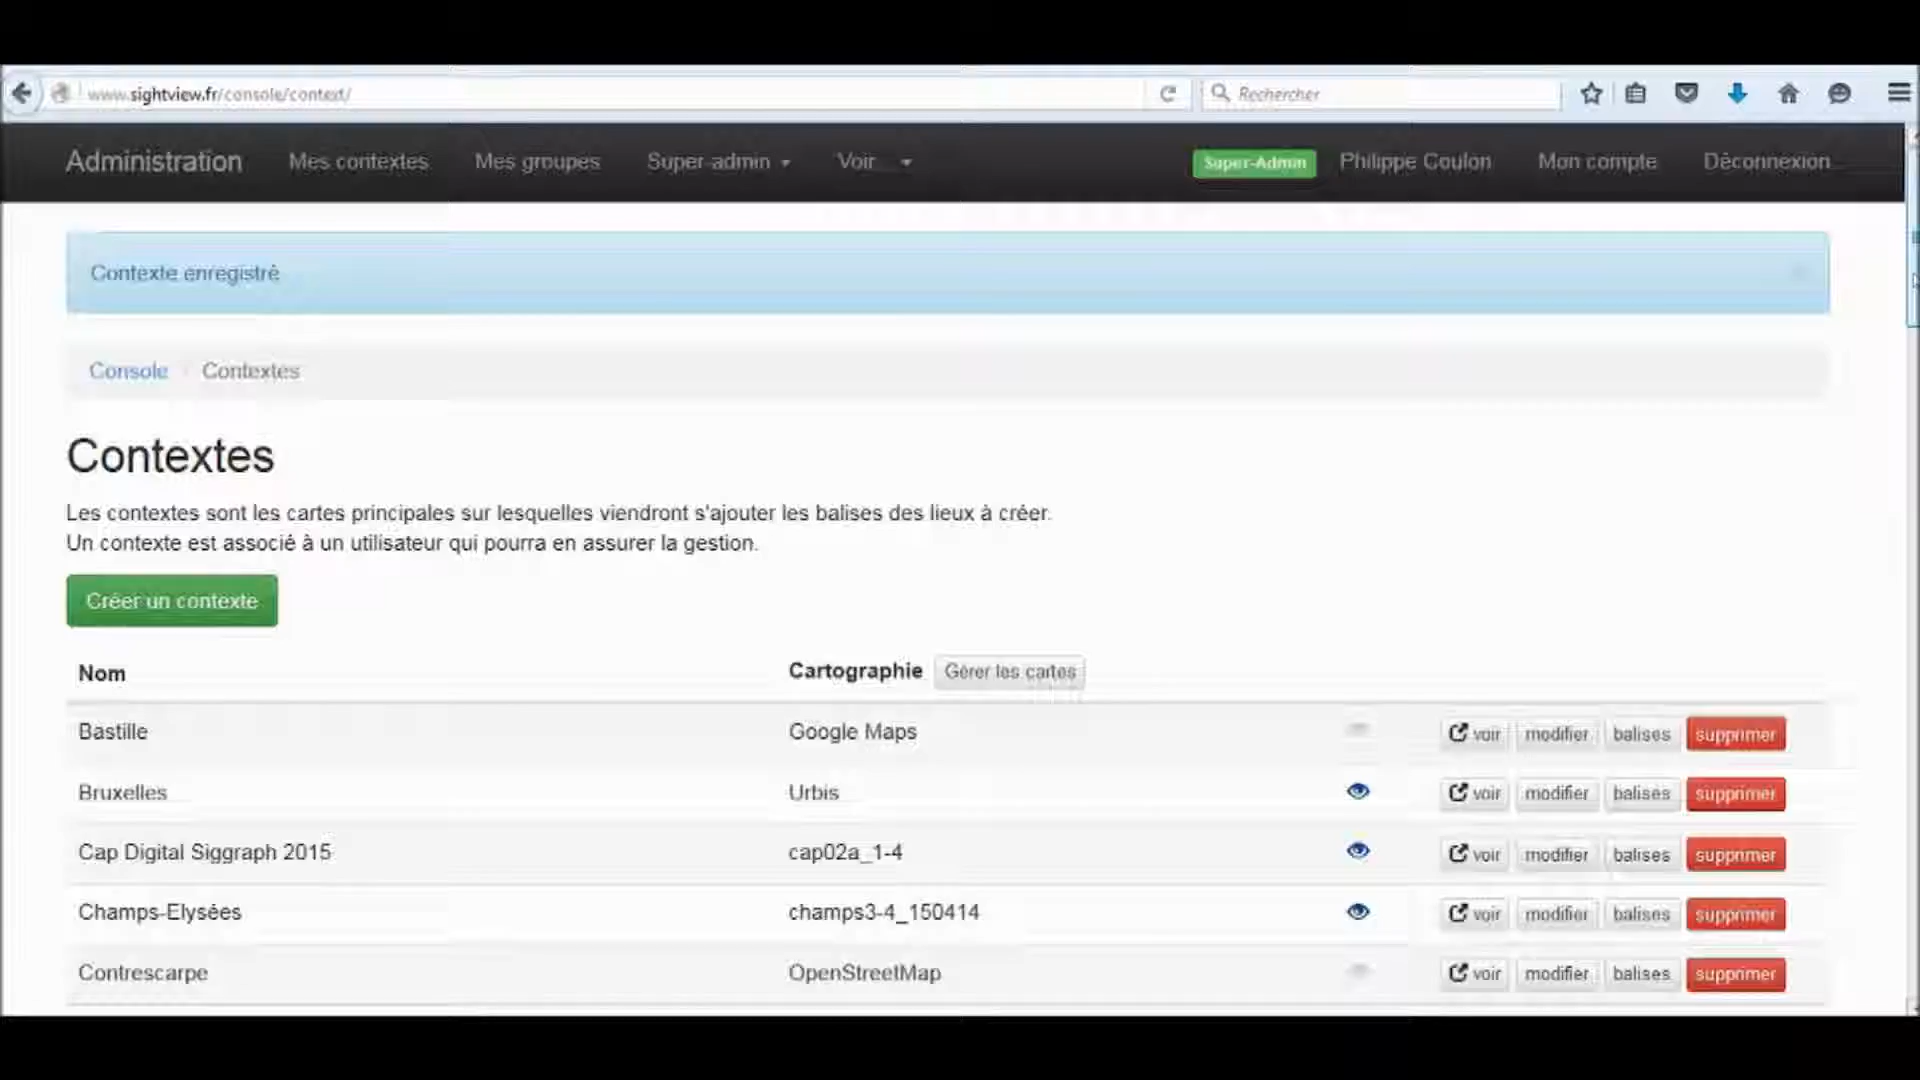 www.sightview.fr/console/context/
Rechercher
Administration Mes contextes Mes groupes Super-admin Voir... Super-Admin Philippe Coulon Mon compte Déconnexion
Contexte enregistré
Console / Contextes
Contextes
Les contextes sont les cartes principales sur lesquelles viendront s'ajouter les balises des lieux à créer.
Un contexte est associé à un utilisateur qui pourra en assurer la gestion.
Créer un contexte
Nom Cartographie Gérer les cartes
Bastille Google Maps voir modifier balises supprimer
Bruxelles Urbis voir modifier balises supprimer
Cap Digital Siggraph 2015 cap02a_1-4 voir modifier balises supprimer
Champs-Elysées champs3-4_150414 voir modifier balises supprimer
Contrescarpe OpenStreetMap voir modifier balises supprimer